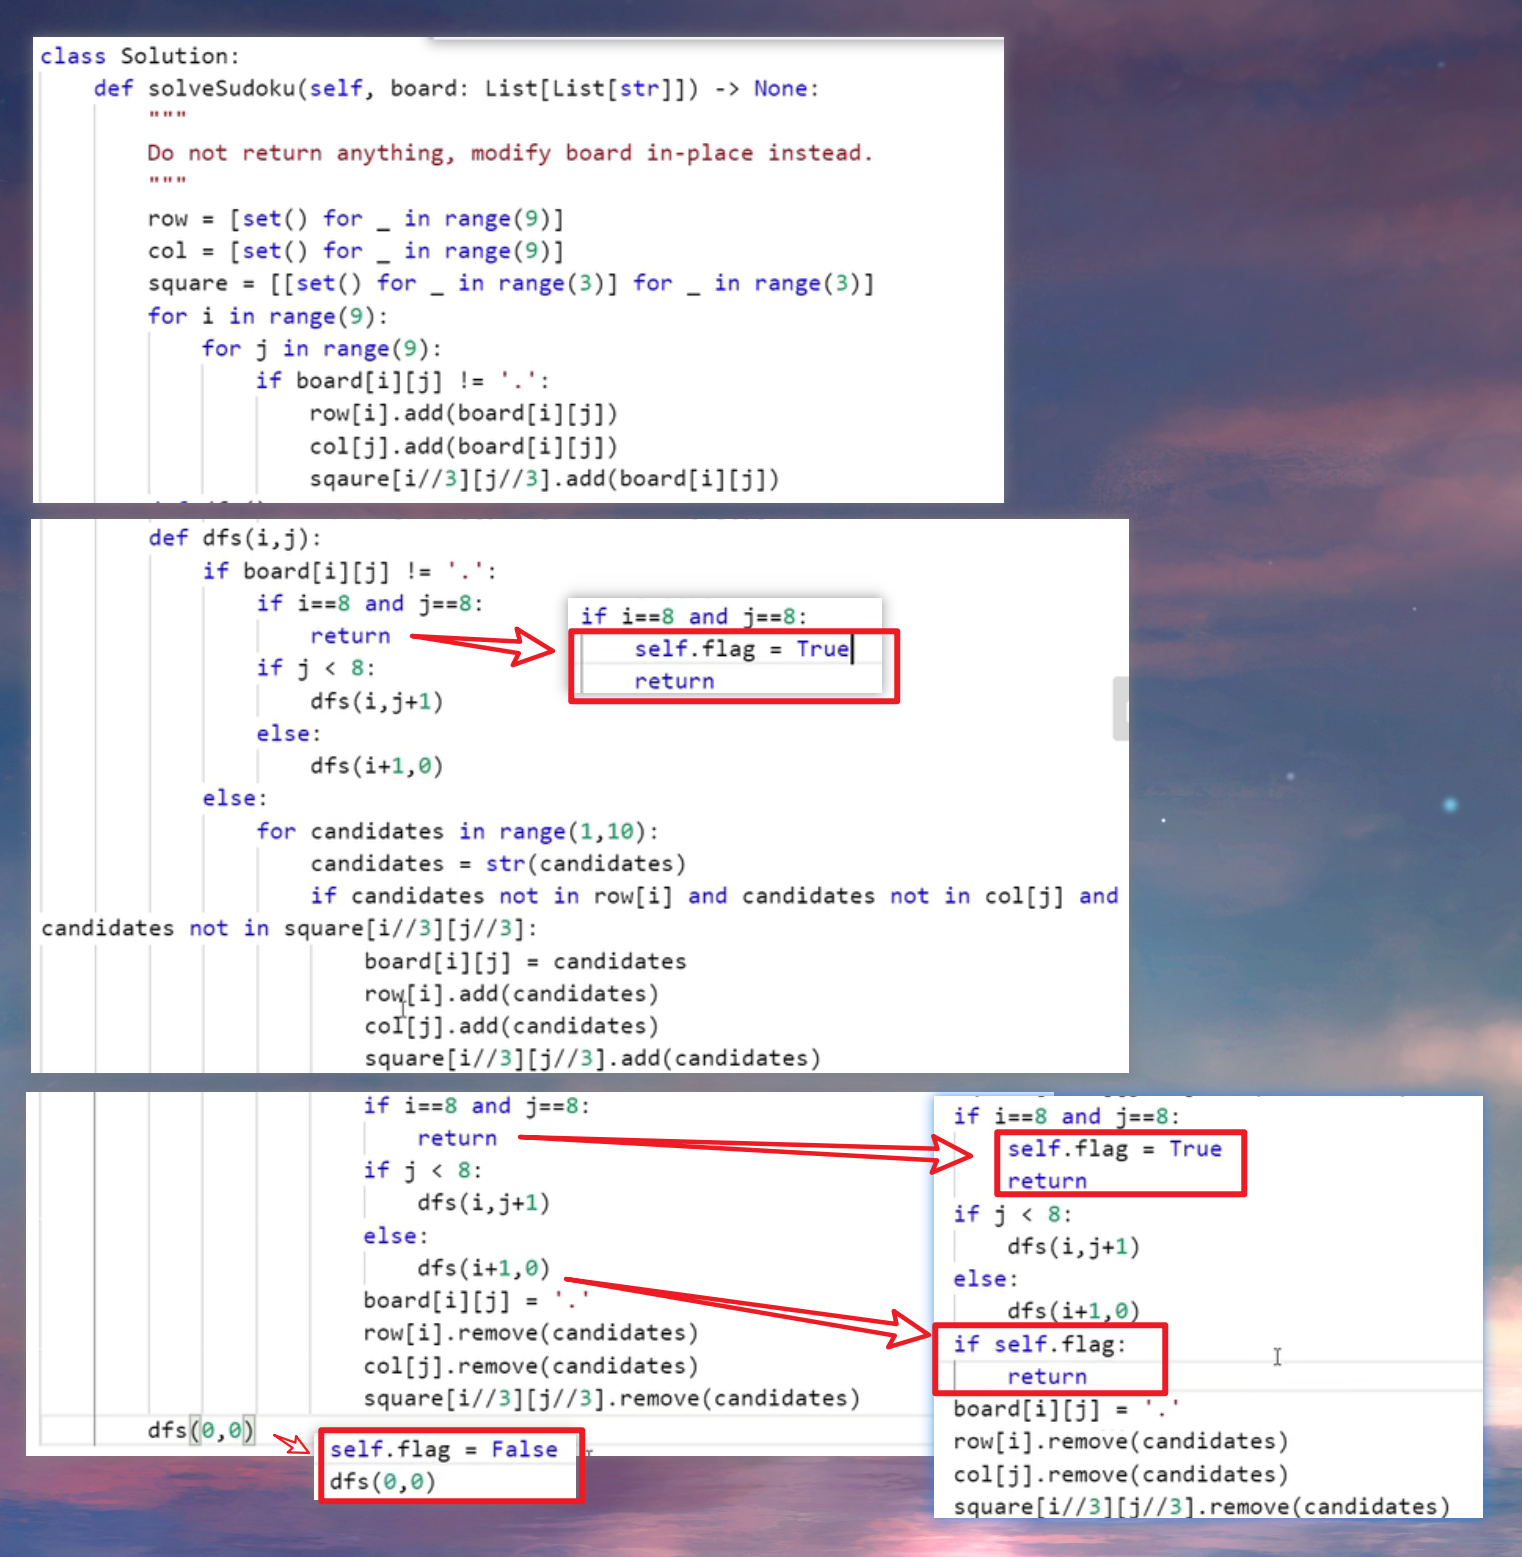 class Solution:
def solveSudoku(self, board: List[List[str]]) -> None:
"""
Do not return anything, modify board in-place instead.
"""
row = [set() for _ in range(9)]
col = [set() for _ in range(9)]
square = [[set() for _ in range(3)] for _ in range(3)]
for i in range(9):
for j in range(9):
if board[i][j] != '.':
row[i].add(board[i][j])
col[j].add(board[i][j])
sqaure[i//3][j//3].add(board[i][j])
def dfs(i,j):
if board[i][j] != '.':
if i==8 and j==8:
return
if j < 8:
dfs(i,j+1)
else:
dfs(i+1,0)
if i==8 and j==8:
self.flag = True
return
else:
for candidates in range(1,10):
candidates = str(candidates)
if candidates not in row[i] and candidates not in col[j] and
candidates not in square[i//3][j//3]:
board[i][j] = candidates
row[i].add(candidates)
col[j].add(candidates)
square[i//3][j//3].add(candidates)
if i==8 and j==8:
return
if j < 8:
dfs(i,j+1)
else:
dfs(i+1,0)
board[i][j] = '.'
row[i].remove(candidates)
col[j].remove(candidates)
square[i//3][j//3].remove(candidates)
dfs(0,0)
self.flag = False
dfs(0,0)
if i==8 and j==8:
self.flag = True
return
if j < 8:
dfs(i,j+1)
else:
dfs(i+1,0)
if self.flag:
return
board[i][j] = '.'
row[i].remove(candidates)
col[j].remove(candidates)
square[i//3][j//3].remove(candidates)